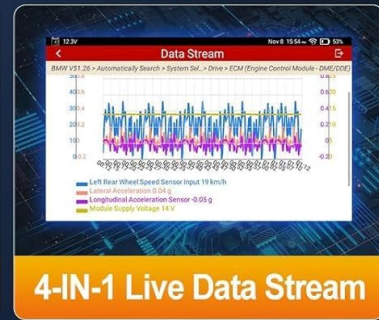 12.3V
Nov 8 15:54 53%
Data Stream
BMW V51.26 > Automatically Search > System Sel..> Drive > ECM (Engine Control Module - DME/DDE)
Left Rear Wheel Speed Sensor Input 19 km/h
Lateral Acceleration 0.04 g
Longitudinal Acceleration Sensor -0.05 g
Module Supply Voltage 14 V
4-IN-1 Live Data Stream